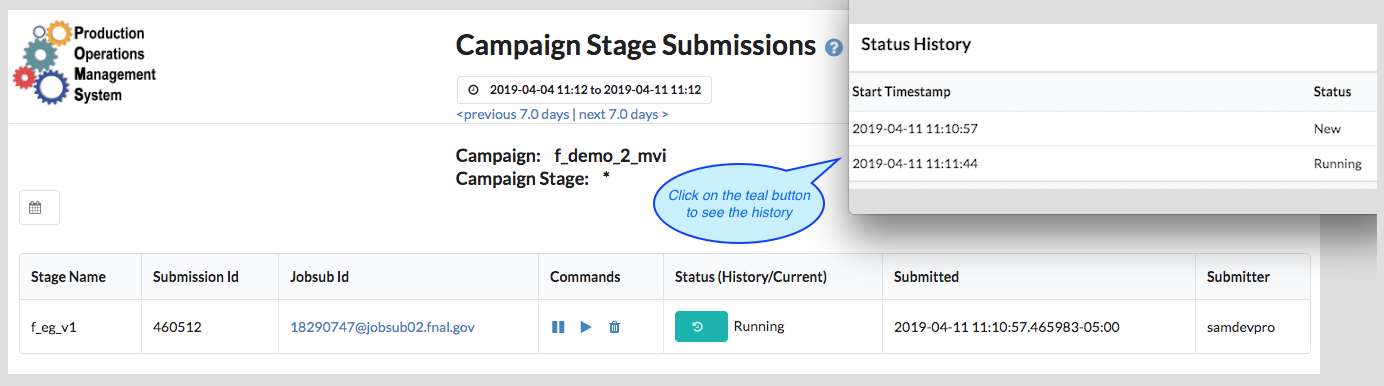 Production
Operations
Management
System
Campaign Stage Submissions ?
2019-04-04 11:12 to 2019-04-11 11:12
<previous 7.0 days | next 7.0 days >
Campaign: f_demo_2_mvi
Campaign Stage: *
Status History
Start Timestamp Status
2019-04-11 11:10:57 New
2019-04-11 11:11:44 Running
Click on the teal button
to see the history
Stage Name Submission Id Jobsub Id Commands Status (History/Current) Submitted Submitter
f_eg_v1 460512 18290747@jobsub02.fnal.gov Running 2019-04-11 11:10:57.465983-05:00 samdevpro